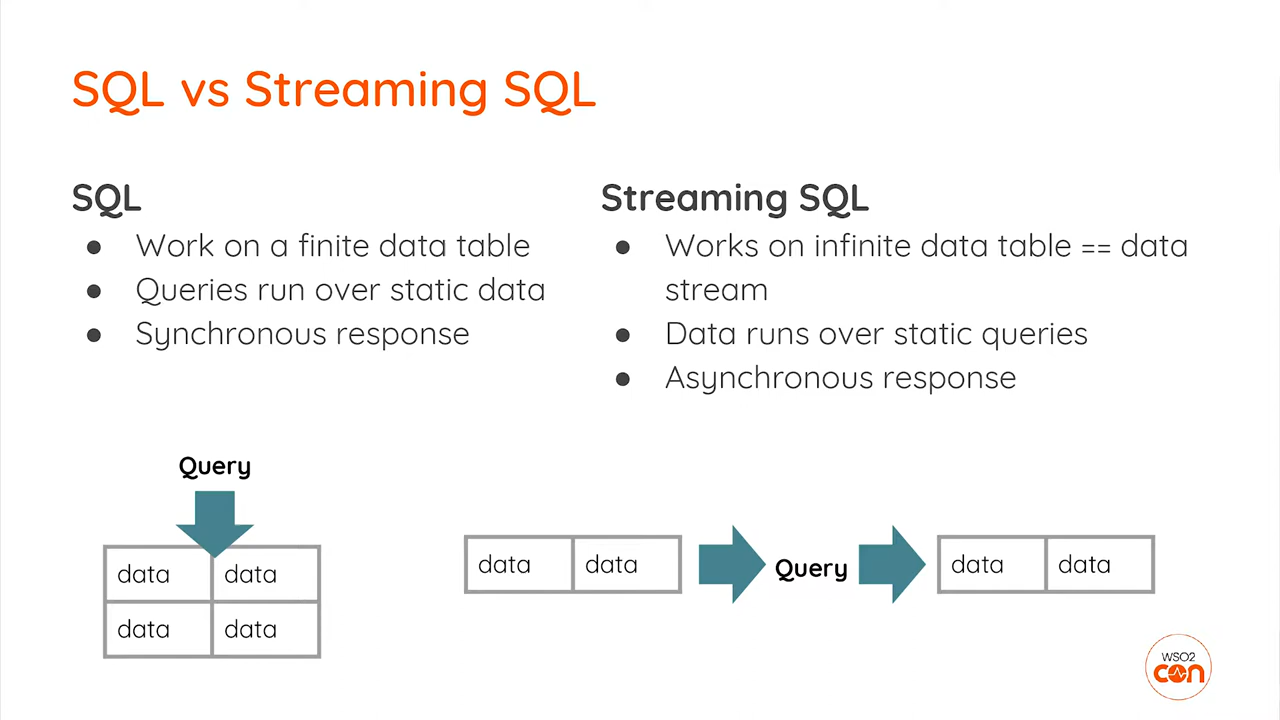 SQL vs Streaming SQL
SQL
● Work on a finite data table
● Queries run over static data
● Synchronous response
Streaming SQL
● Works on infinite data table == data
stream
● Data runs over static queries
● Asynchronous response
Query
data data
data data
data data
Query
data data
WSO2
con